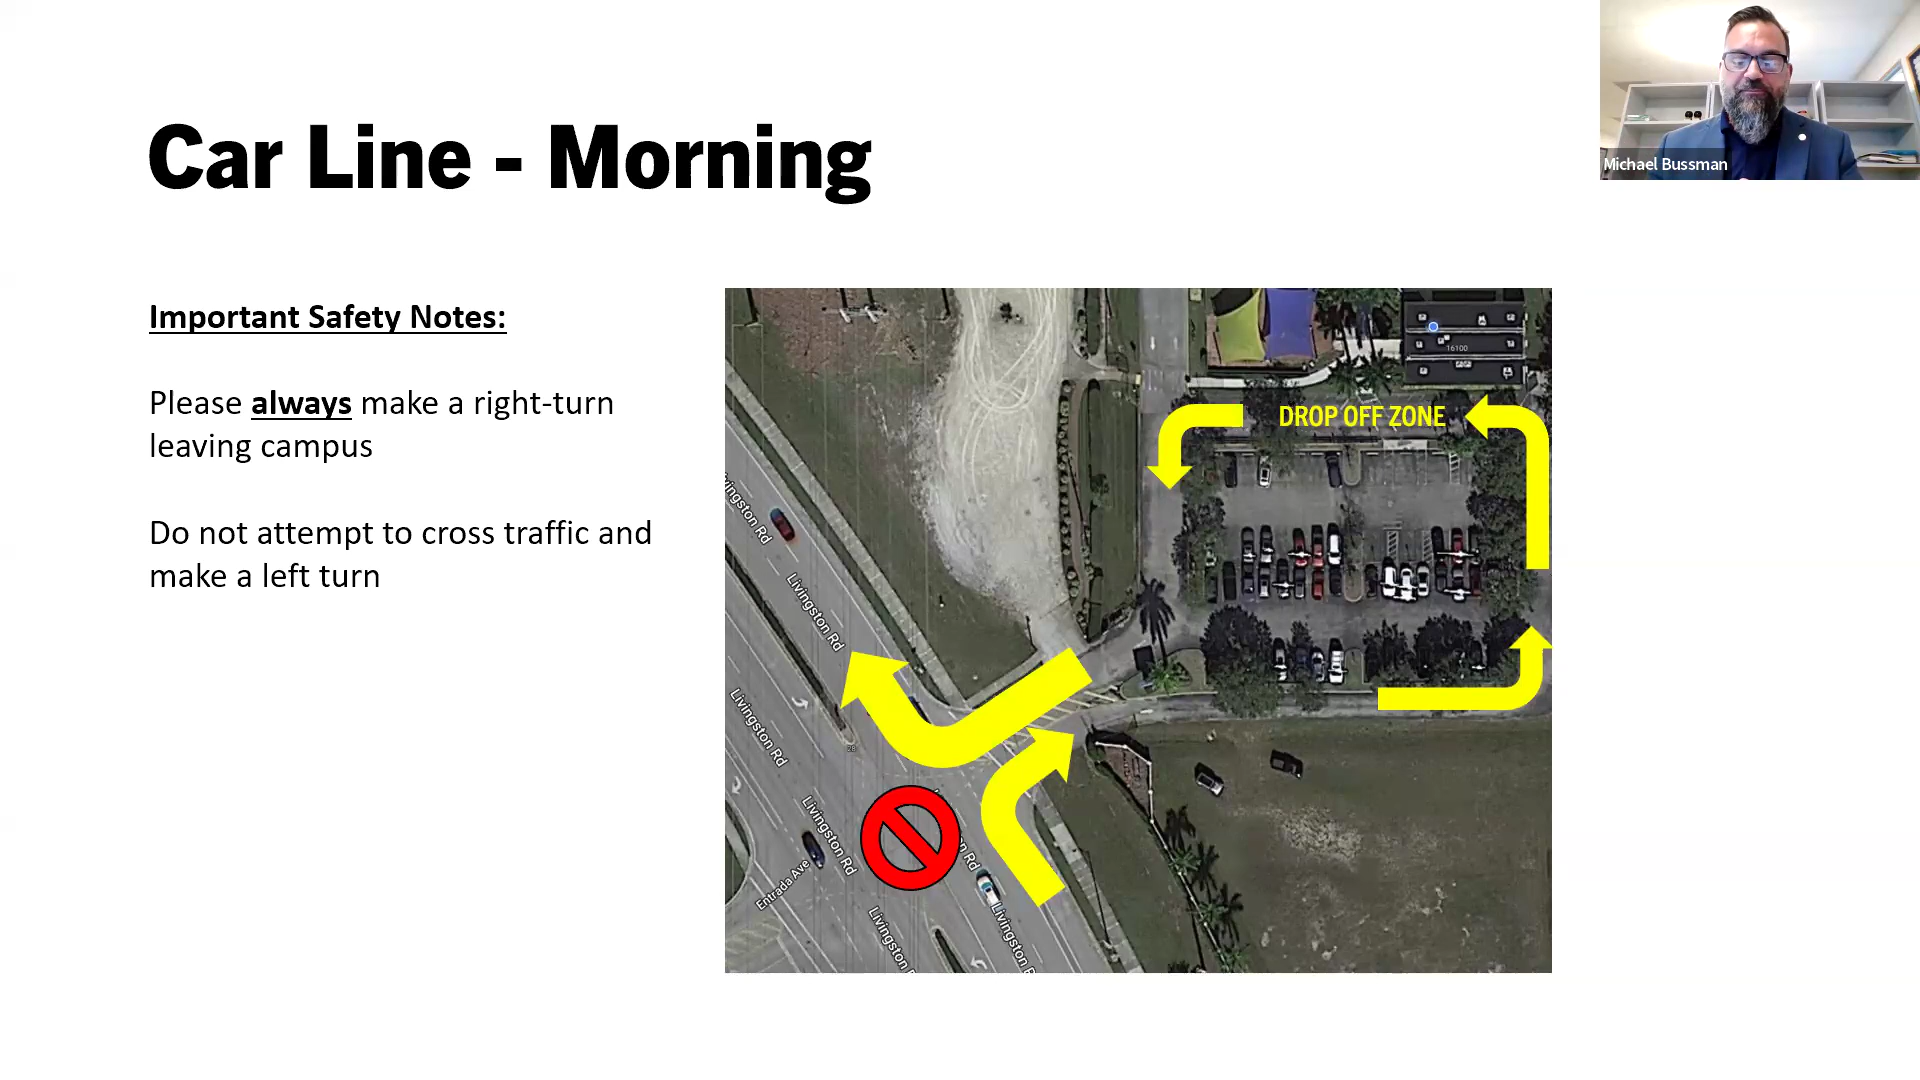 Car Line - Morning
Michael Bussman
Important Safety Notes:
Please always make a right-turn
leaving campus
Do not attempt to cross traffic and
make a left turn
16100
DROP OFF ZONE
Livingston Rd
Livingston Rd
Livingston Rd
Livingston Rd
Entrada Ave
Livingston R
Livingston R